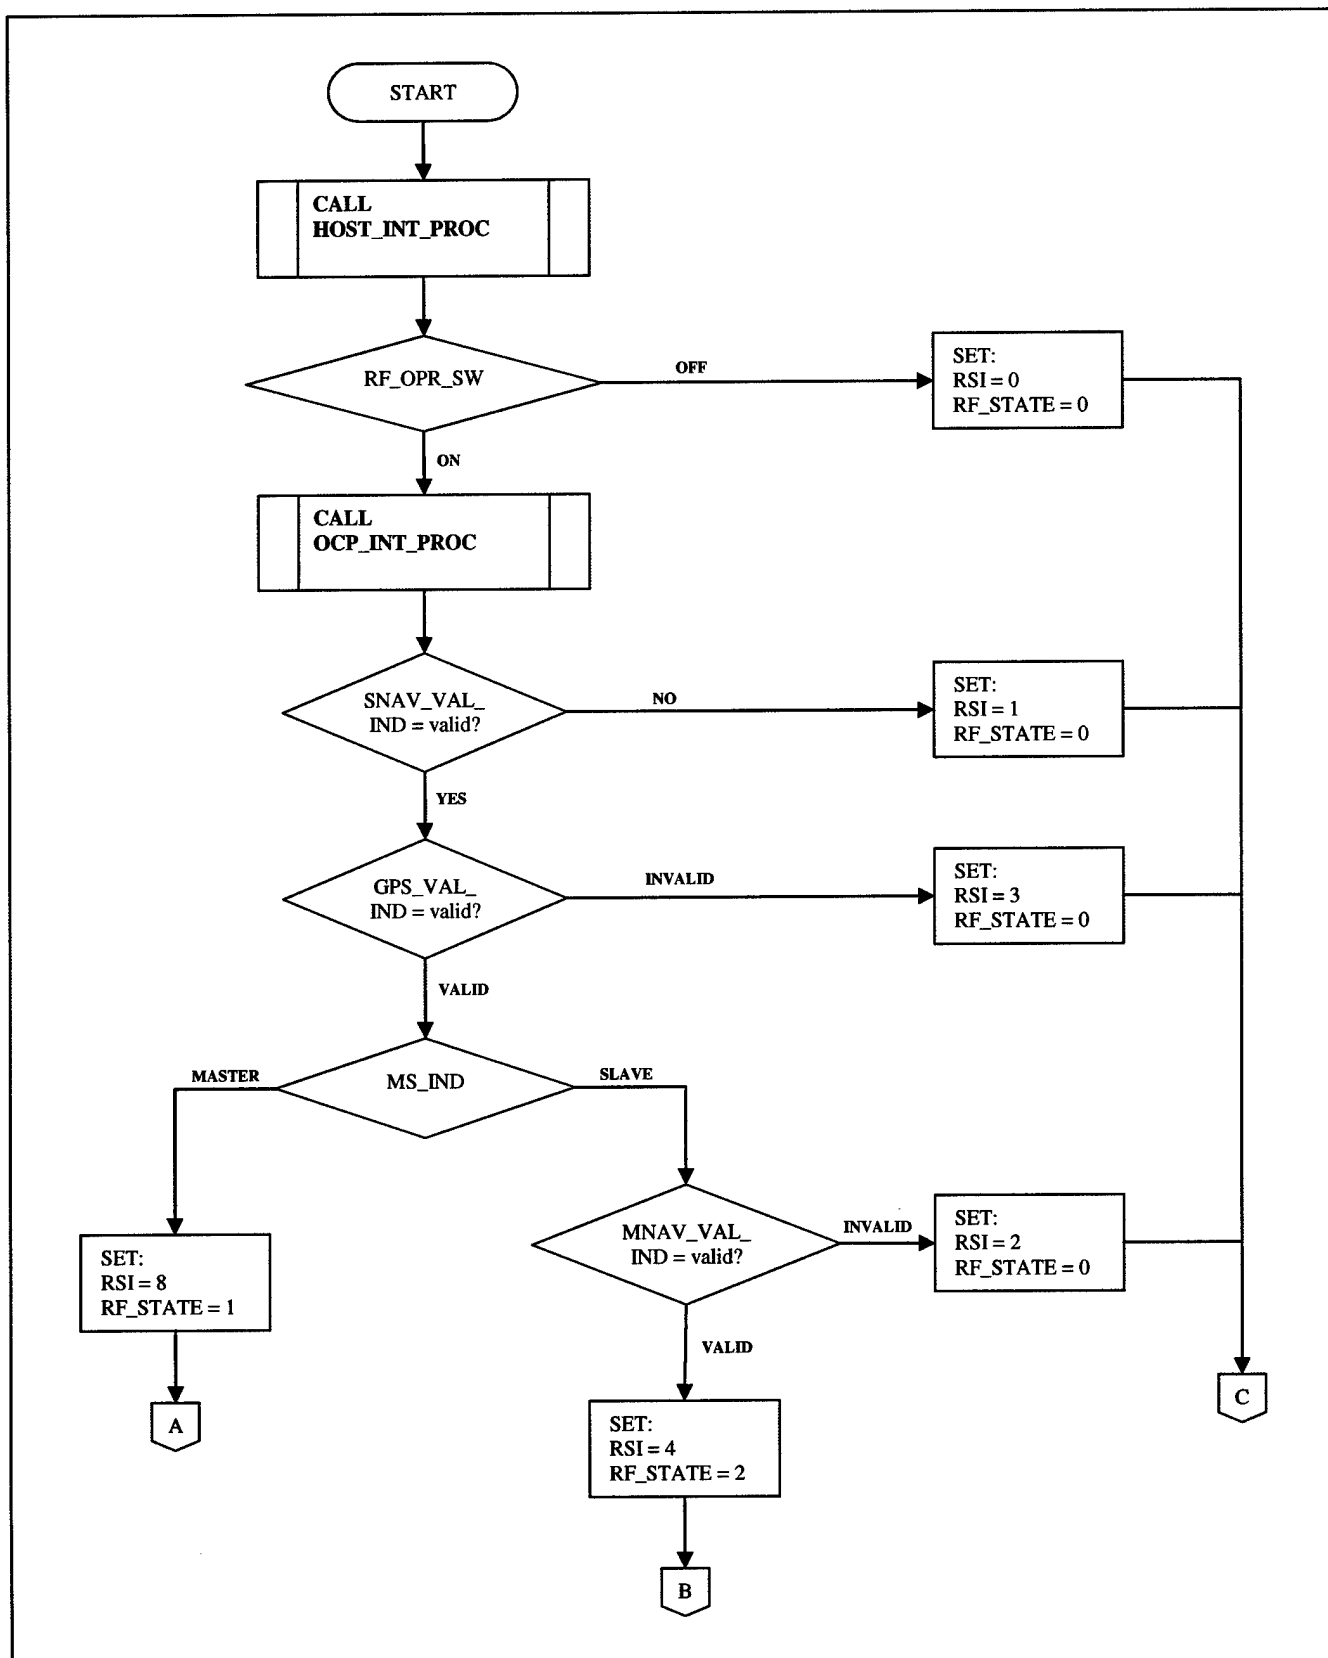 START
CALL
HOST_INT_PROC
RF_OPR_SW
OFF
SET:
RSI = 0
RF_STATE = 0
ON
CALL
OCP_INT_PROC
SNAV_VAL_
IND = valid?
NO
SET:
RSI = 1
RF_STATE = 0
YES
GPS_VAL_
IND = valid?
INVALID
SET:
RSI = 3
RF_STATE = 0
VALID
MASTER
MS_IND
SLAVE
MNAV_VAL_
IND = valid?
INVALID
SET:
RSI = 2
RF_STATE = 0
SET:
RSI = 8
RF_STATE = 1
VALID
A
C
SET:
RSI = 4
RF_STATE = 2
B